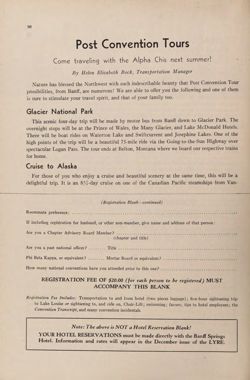 30
Post Convention Tours
Come traveling with the Alpha Chis next summer!
By Helen Elizabeth Bock, Transportation Manager
Nature has blessed the Northwest with such indescribable beauty that Post Convention Tour
possibilities, from Banff, are numerous! We are able to offer you the following and one of them
is sure to stimulate your travel spirit, and that of your family too.
Glacier National Park
This scenic four-day trip will be made by motor bus from Banff down to Glacier Park. The
overnight stops will be at the Prince of Wales, the Many Glacier, and Lake McDonald Hotels.
There will be boat rides on Waterton Lake and Swiftcurrent and Josephine Lakes. One of the
high points of the trip will be a beautiful 75-mile ride via the Going to the Sun Highway over
spectacular Logan Pass. The tour ends at Belton, Montana where we board our respective trains
for home.
Cruise to Alaska
For those of you who enjoy a cruise and beautiful scenery at the same time, this will be a
delightful trip. It is an 8½-day cruise on one of the Canadian Pacific steamships from Van-
(Registration Blank—continued)
Roommate preference:
If including registration for husband, or other non-member, give name and address of that person:
Are you a Chapter Advisory Board Member?
(chapter and title)
Are you a past national officer? Title
Phi Beta Kappa, or equivalent? Mortar Board or equivalent?
How many national conventions have you attended prior to this one?
REGISTRATION FEE OF $20.00 (for each person to be registered) MUST
ACCOMPANY THIS BLANK
Registration Fee Includes: Transportation to and from hotel (two pieces luggage); five-hour sightseeing trip
to Lake Louise or sightseeing to, and ride on, Chair-Lift; swimming; favors; tips to hotel employees; the
Convention Transcript, and many convention incidentals.
Note: The above is NOT a Hotel Reservation Blank!
YOUR HOTEL RESERVATIONS must be made directly with the Banff Springs
Hotel. Information and rates will appear in the December issue of the LYRE.